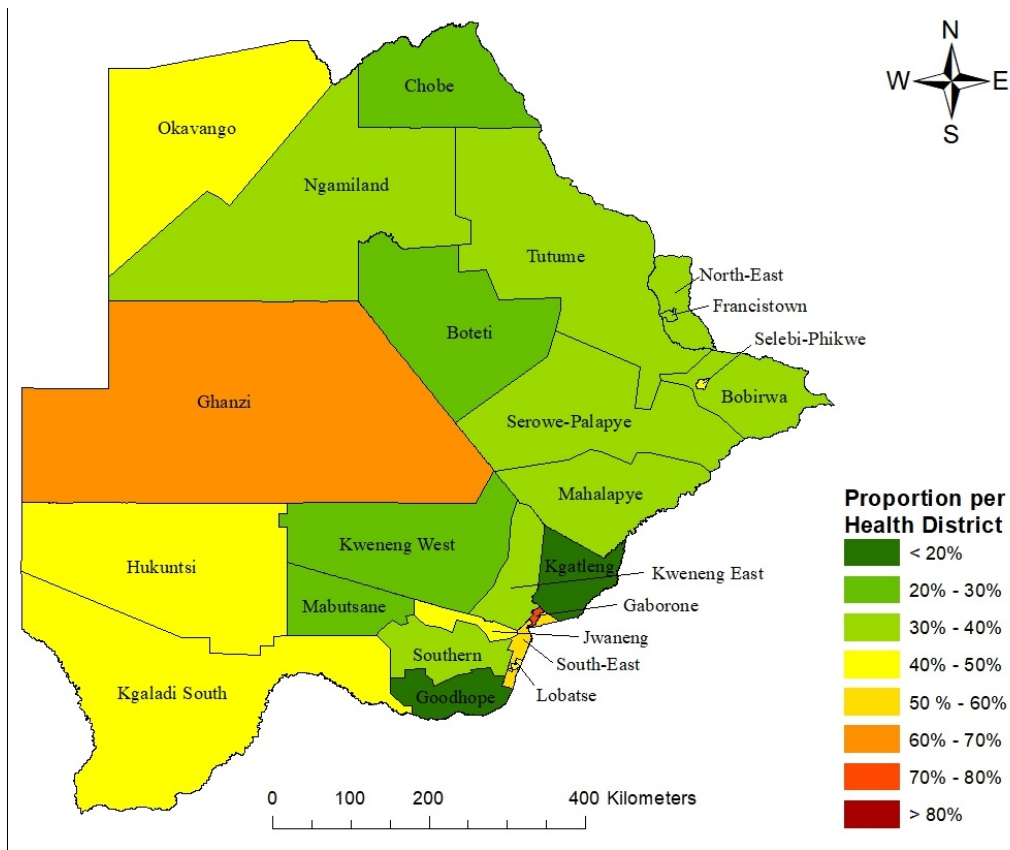 N
W E
S
Chobe
Okavango
Ngamiland
Tutume
North-East
Francistown
Selebi-Phikwe
Boteti
Bobirwa
Ghanzi
Serowe-Palapye
Mahalapye
Kweneng West
Hukuntsi
Kgatleng
Kweneng East
Mabutsane
Gaborone
Jwaneng
Southern
South-East
Kgaladi South
Goodhope
Lobatse
0 100 200 400 Kilometers
Proportion per
Health District
< 20%
20% - 30%
30% - 40%
40% - 50%
50 % - 60%
60% - 70%
70% - 80%
> 80%